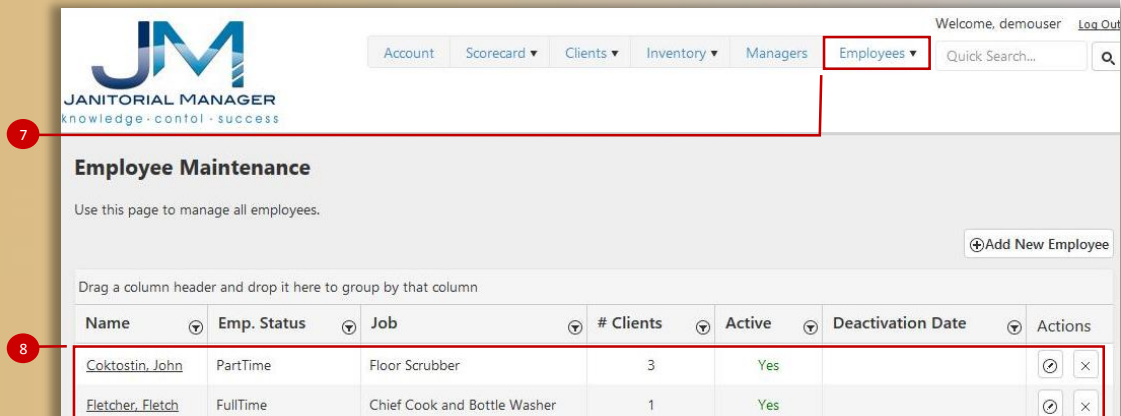 Welcome, demouser Log Out
JM
Account Scorecard ▼ Clients ▼ Inventory ▼ Managers Employees ▼ Quick Search...
JANITORIAL MANAGER
knowledge · contol · success
7
Employee Maintenance
Use this page to manage all employees.
Add New Employee
Drag a column header and drop it here to group by that column
Name Emp. Status Job # Clients Active Deactivation Date Actions
8
Coktostin, John PartTime Floor Scrubber 3 Yes
Fletcher, Fletch FullTime Chief Cook and Bottle Washer 1 Yes